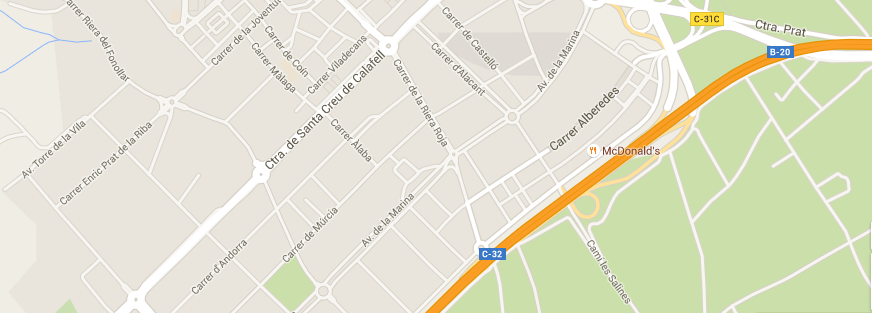 Carrer Riera del Fonollar
Carrer de la Joventut
Carrer de Coín
Carrer Málaga
Carrer Viladecans
Carrer de Castelló
Carrer d'Alacant
Av. de la Marina
C-31C
Ctra. Prat
B-20
Ctra. de Santa Creu de Calafell
Carrer de la Riera Roja
Carrer Alberedes
McDonald's
Av. Torre de la Vila
Carrer Enric Prat de la Riba
Carrer Àlaba
Av. de la Marina
Carrer de Múrcia
Carrer d'Andorra
C-32
Camí les Salines